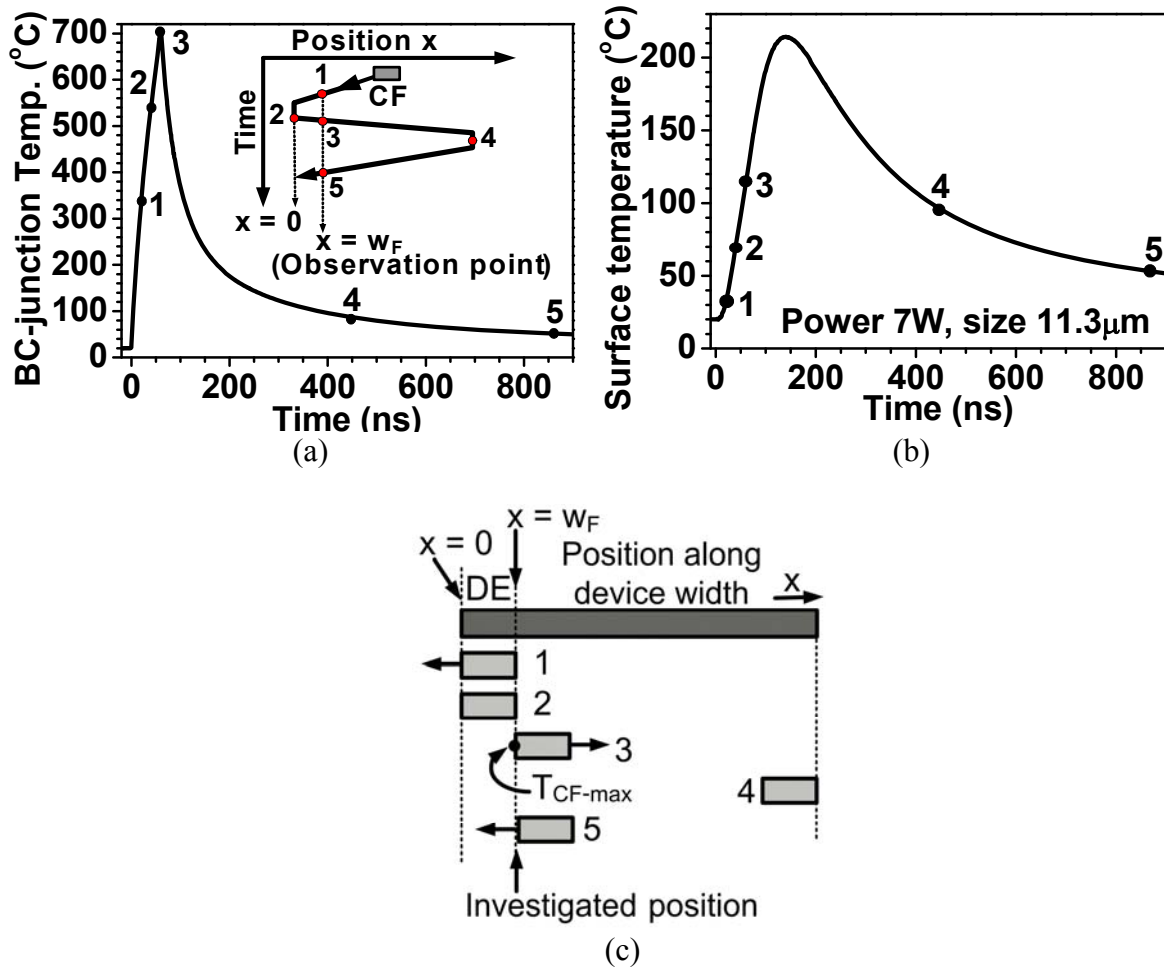 BC-junction Temp. (°C)
700
600
500
400
300
200
100
0
0 200 400 600 800
Time (ns)
1
2
3
4
5
Position x
Time
1
CF
2
3
4
5
x = 0
x = wF
(Observation point)
(a)
Surface temperature (°C)
200
150
100
50
0
0 200 400 600 800
Time (ns)
1
2
3
4
5
Power 7W, size 11.3μm
(b)
x = wF
x = 0
Position along
DE
device width
x
1
2
3
TCF-max
4
5
Investigated position
(c)